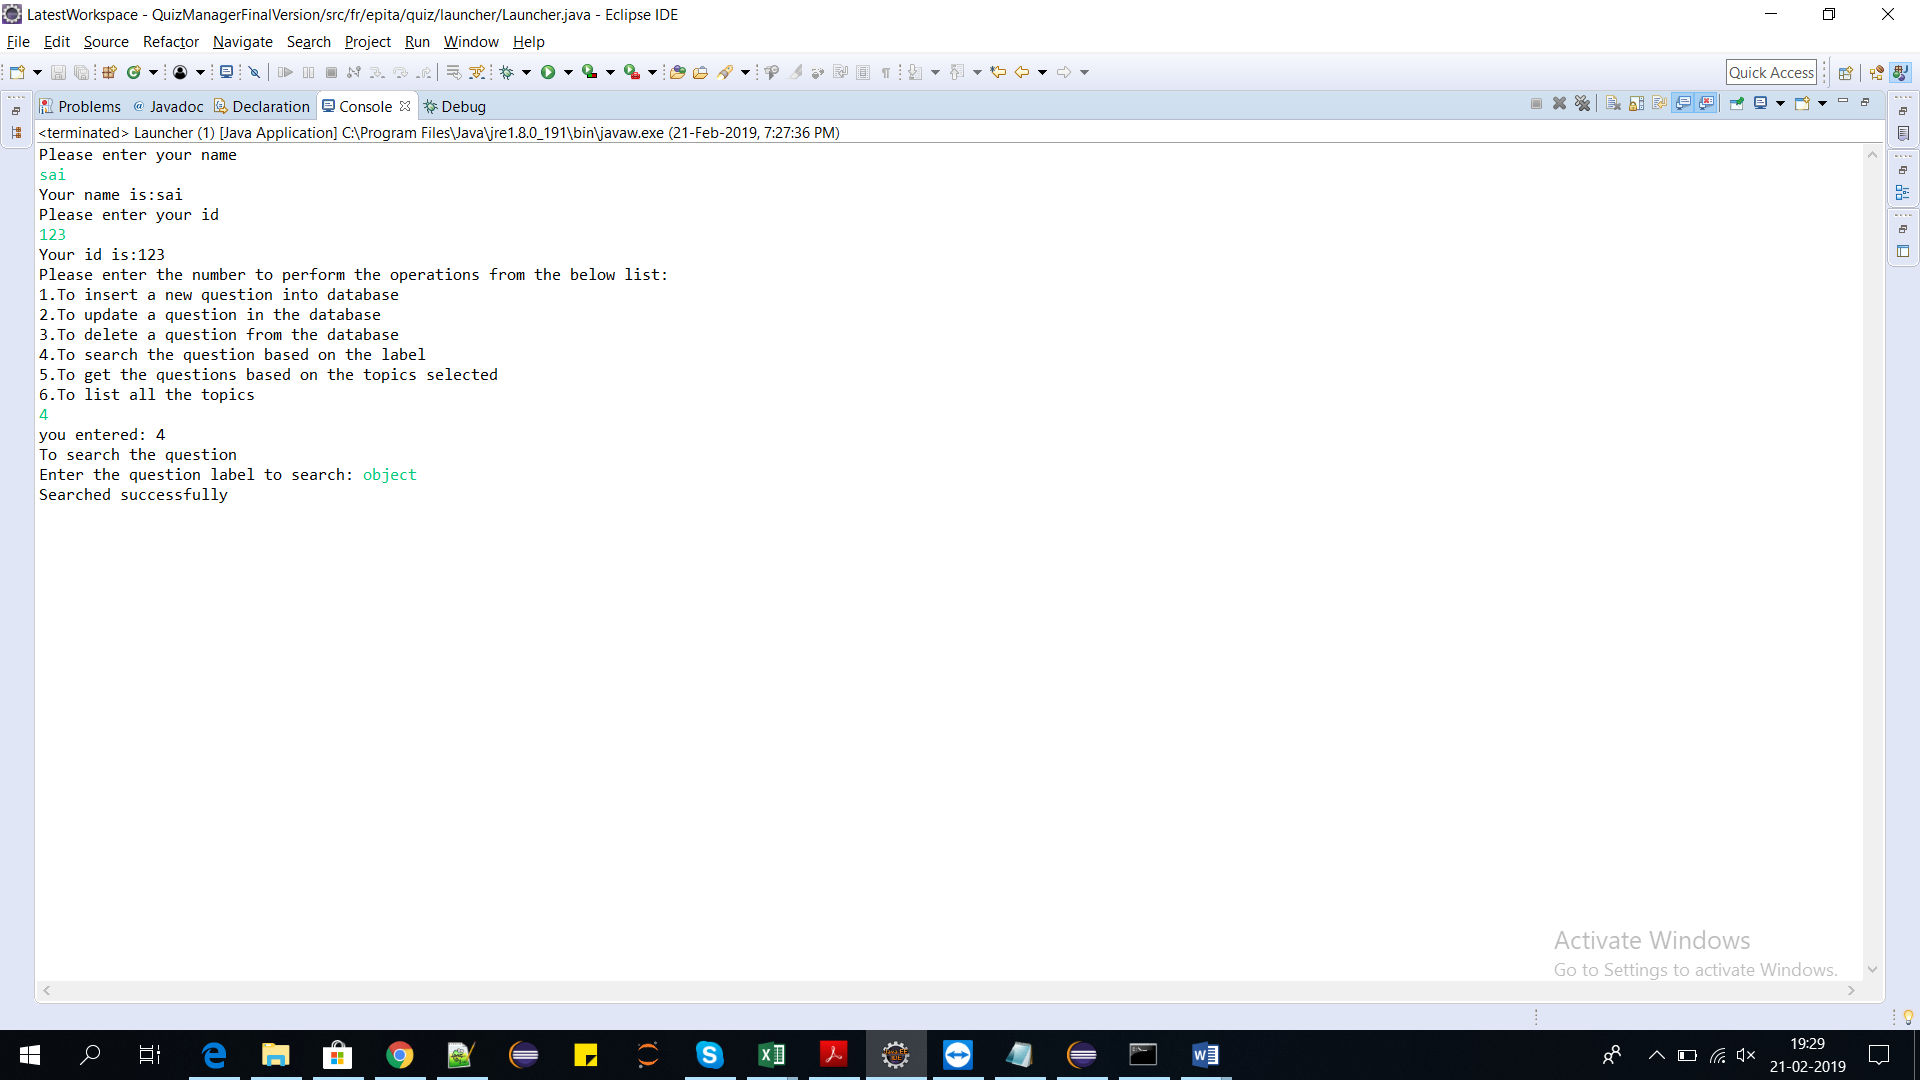 LatestWorkspace - QuizManagerFinalVersion/src/fr/epita/quiz/launcher/Launcher.java - Eclipse IDE
File Edit Source Refactor Navigate Search Project Run Window Help
Quick Access
Problems @ Javadoc Declaration Console Debug
<terminated> Launcher (1) [Java Application] C:\Program Files\Java\jre1.8.0_191\bin\javaw.exe (21-Feb-2019, 7:27:36 PM)
Please enter your name
sai
Your name is:sai
Please enter your id
123
Your id is:123
Please enter the number to perform the operations from the below list:
1.To insert a new question into database
2.To update a question in the database
3.To delete a question from the database
4.To search the question based on the label
5.To get the questions based on the topics selected
6.To list all the topics
4
you entered: 4
To search the question
Enter the question label to search: object
Searched successfully
Activate Windows
Go to Settings to activate Windows.
19:29
21-02-2019